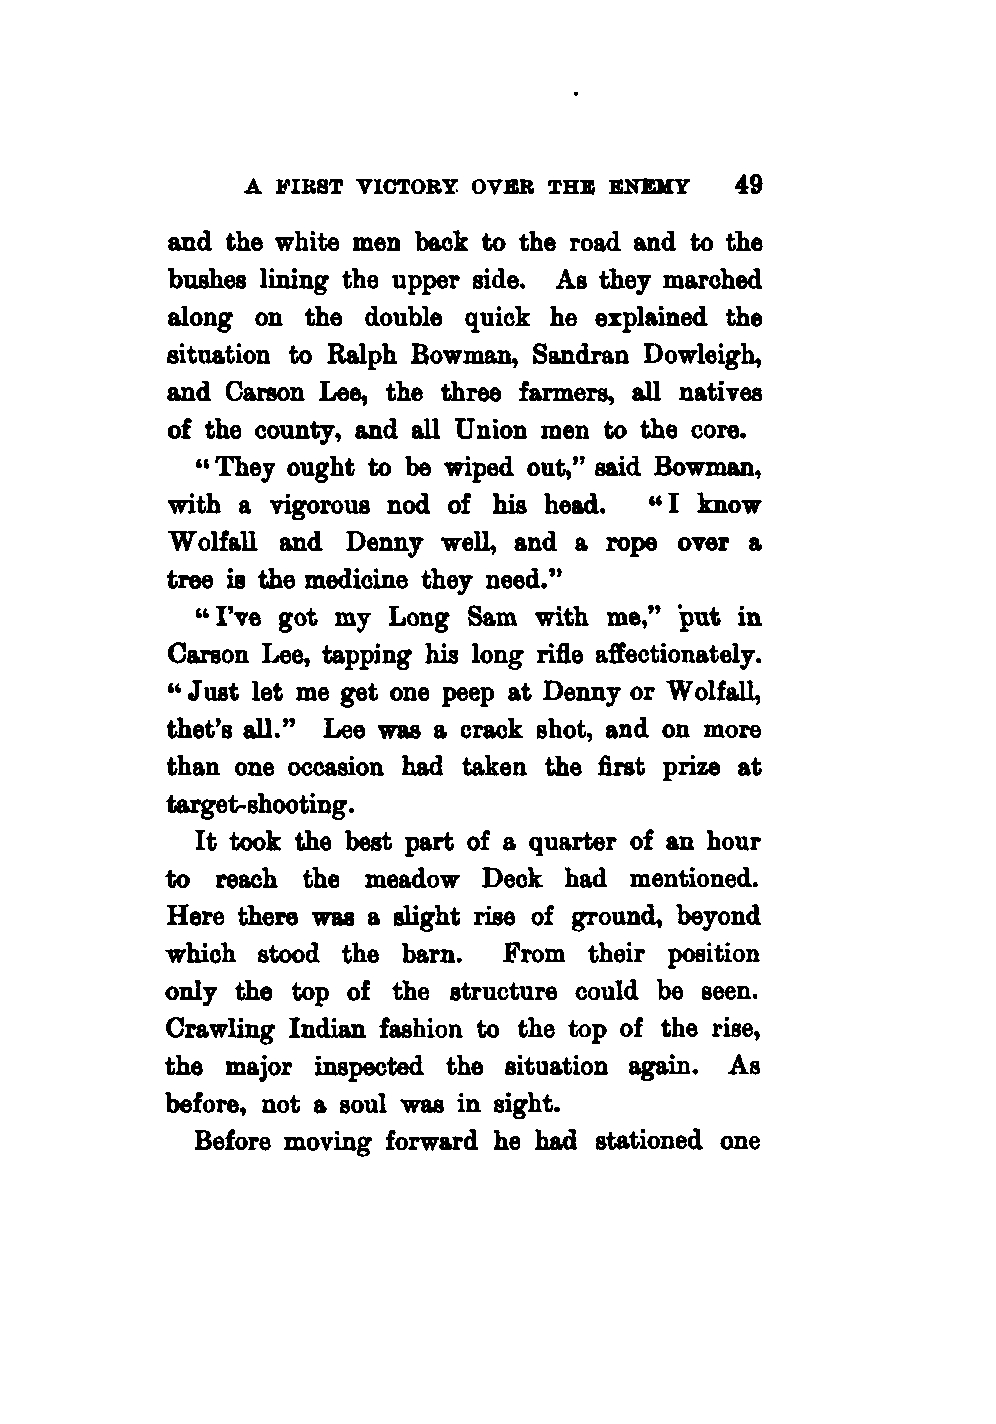 A FIRST VICTORY OVER THE ENEMY 49
and the white men back to the road and to the
bushes lining the upper side. As they marched
along on the double quick he explained the
situation to Ralph Bowman, Sandran Dowleigh,
and Carson Lee, the three farmers, all natives
of the county, and all Union men to the core.
"They ought to be wiped out," said Bowman,
with a vigorous nod of his head. "I know
Wolfall and Denny well, and a rope over a
tree is the medicine they need."
"I've got my Long Sam with me," put in
Carson Lee, tapping his long rifle affectionately.
"Just let me get one peep at Denny or Wolfall,
thet's all." Lee was a crack shot, and on more
than one occasion had taken the first prize at
target-shooting.
It took the best part of a quarter of an hour
to reach the meadow Deck had mentioned.
Here there was a slight rise of ground, beyond
which stood the barn. From their position
only the top of the structure could be seen.
Crawling Indian fashion to the top of the rise,
the major inspected the situation again. As
before, not a soul was in sight.
Before moving forward he had stationed one